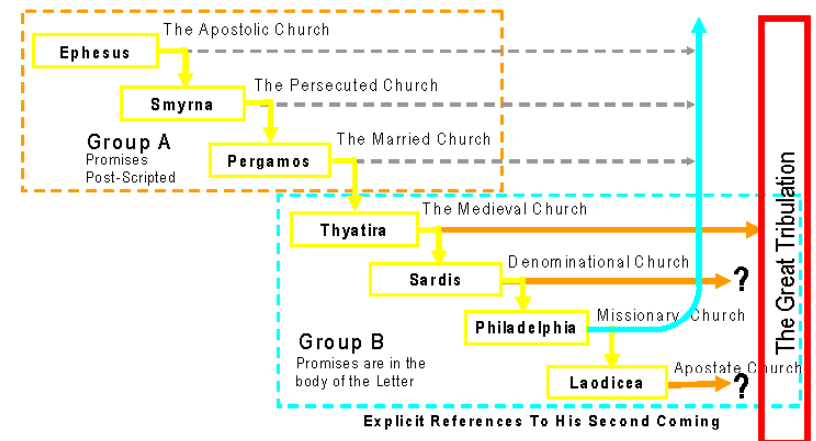 The Apostolic Church
Ephesus
The Persecuted Church
Smyrna
Group A
Promises
Post-Scripted
The Married Church
Pergamos
The Medieval Church
Thyatira
Denominational Church
Sardis
?
Missionary Church
Philadelphia
Group B
Promises are in the
body of the Letter
Apostate Church
Laodicea
?
The Great Tribulation
Explicit References To His Second Coming